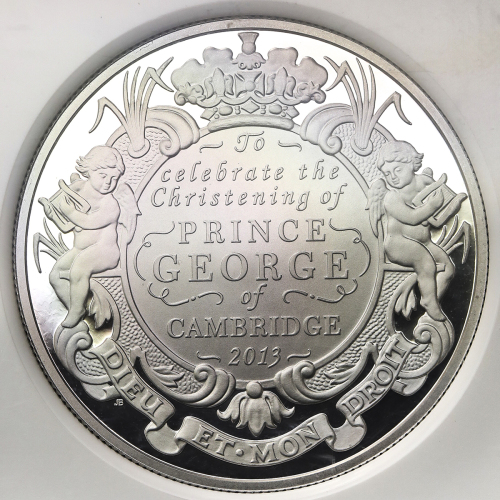 To
celebrate the
Christening of
PRINCE
GEORGE
of
CAMBRIDGE
2013
DIEU ET·MON DROIT
JB